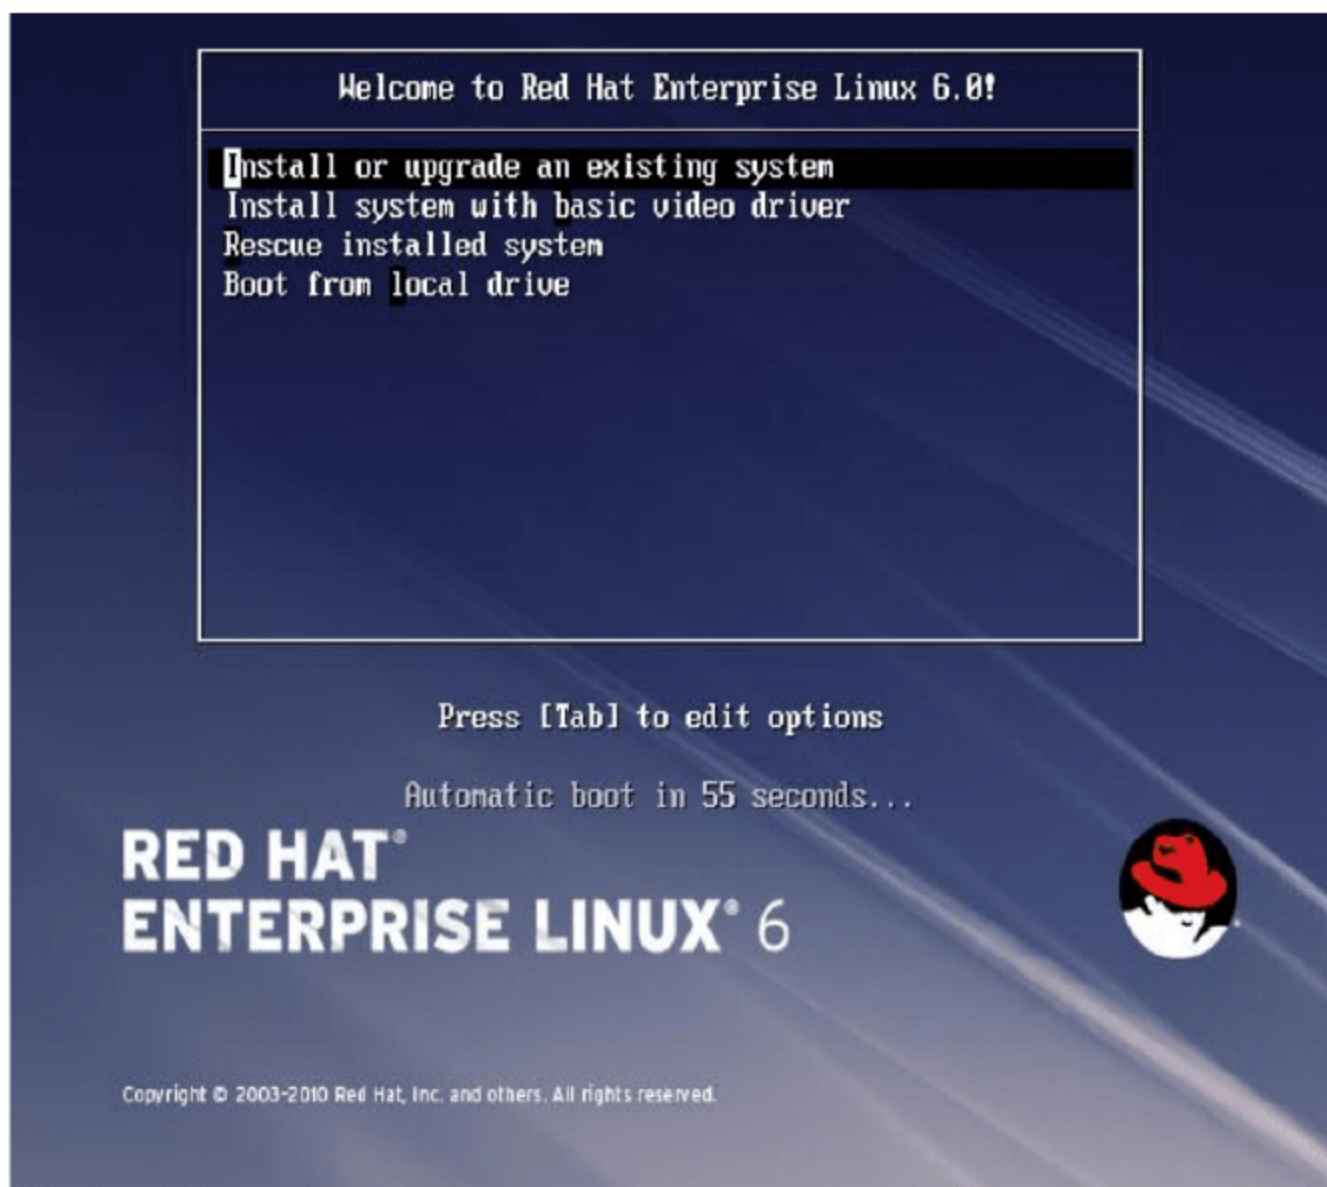 Welcome to Red Hat Enterprise Linux 6.0!
Install or upgrade an existing system
Install system with basic video driver
Rescue installed system
Boot from local drive
Press [Tab] to edit options
Automatic boot in 55 seconds...
RED HAT®
ENTERPRISE LINUX® 6
Copyright © 2003-2010 Red Hat, Inc. and others. All rights reserved.